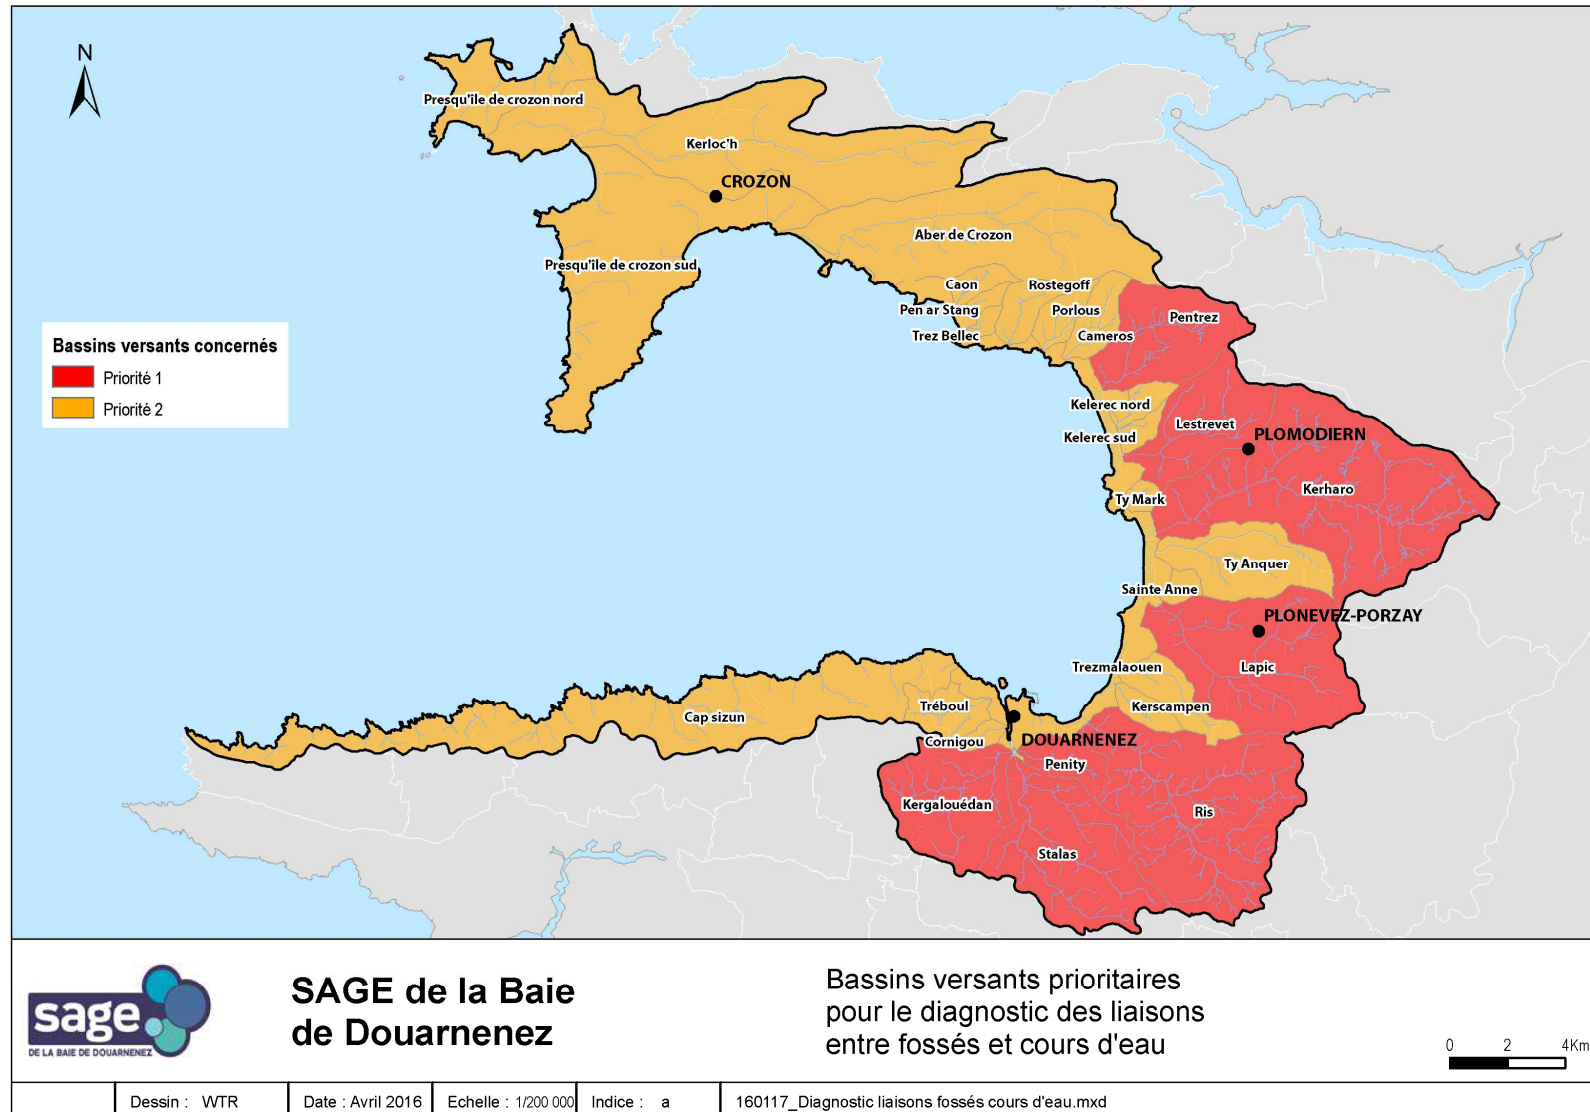 N
Presqu'île de crozon nord
Kerloc'h
CROZON
Aber de Crozon
Presqu'île de crozon sud
Caon
Rostegoff
Pen ar Stang
Porlous
Pentrez
Trez Bellec
Cameros
Bassins versants concernés
Priorité 1
Priorité 2
Kelerec nord
Lestrevet
Kelerec sud
PLOMODIERN
Kerharo
Ty Mark
Ty Anquer
Sainte Anne
PLONEVEZ-PORZAY
Trezmalaouen
Lapic
Tréboul
Kerscampen
Cap sizun
Cornigou
DOUARNENEZ
Penity
Kergalouédan
Ris
Stalas
sage
DE LA BAIE DE DOUARNENEZ
SAGE de la Baie
de Douarnenez
Bassins versants prioritaires
pour le diagnostic des liaisons
entre fossés et cours d'eau
0 2 4Km
Dessin : WTR
Date : Avril 2016
Echelle : 1/200 000
Indice : a
160117_Diagnostic liaisons fossés cours d'eau.mxd